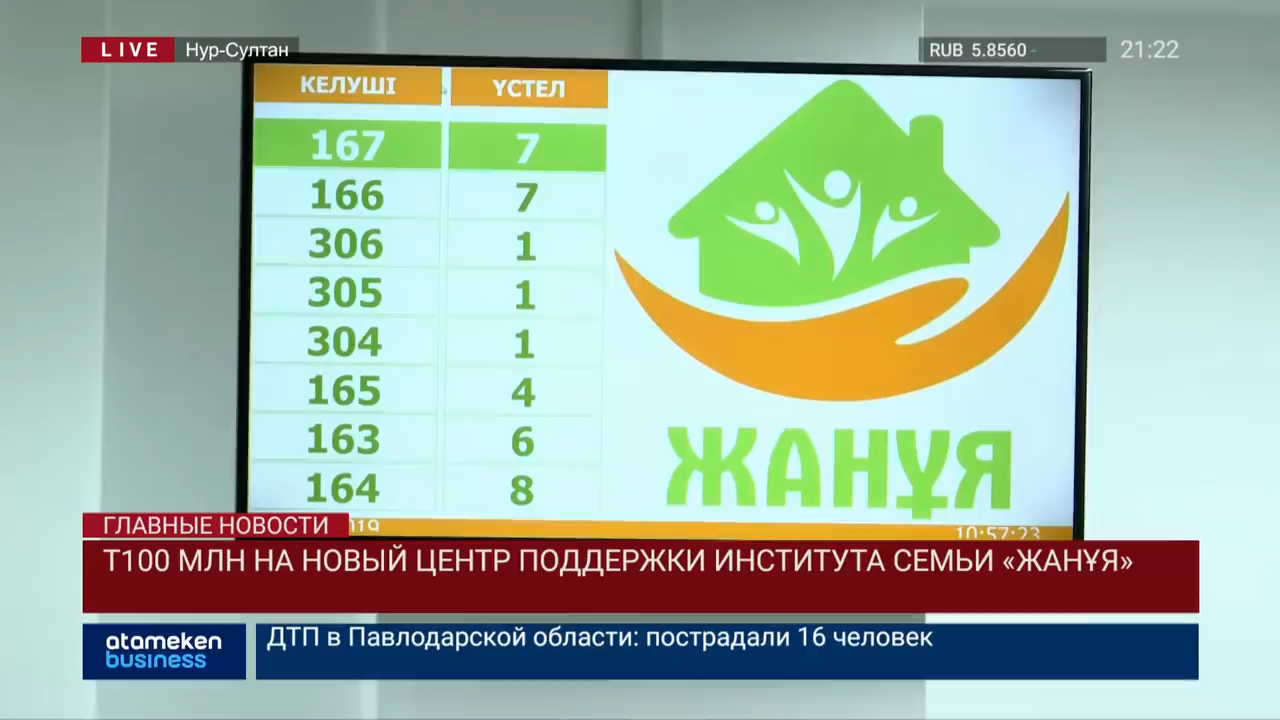 LIVE Нур-Султан
RUB 5.8560 -
21:22
КЕЛУШІ ҮСТЕЛ
167 7
166 7
306 1
305 1
304 1
165 4
163 6
164 8
ЖАНҰЯ
10:57:23
ГЛАВНЫЕ НОВОСТИ
Т100 МЛН НА НОВЫЙ ЦЕНТР ПОДДЕРЖКИ ИНСТИТУТА СЕМЬИ «ЖАНҰЯ»
atameken
business
ДТП в Павлодарской области: пострадали 16 человек